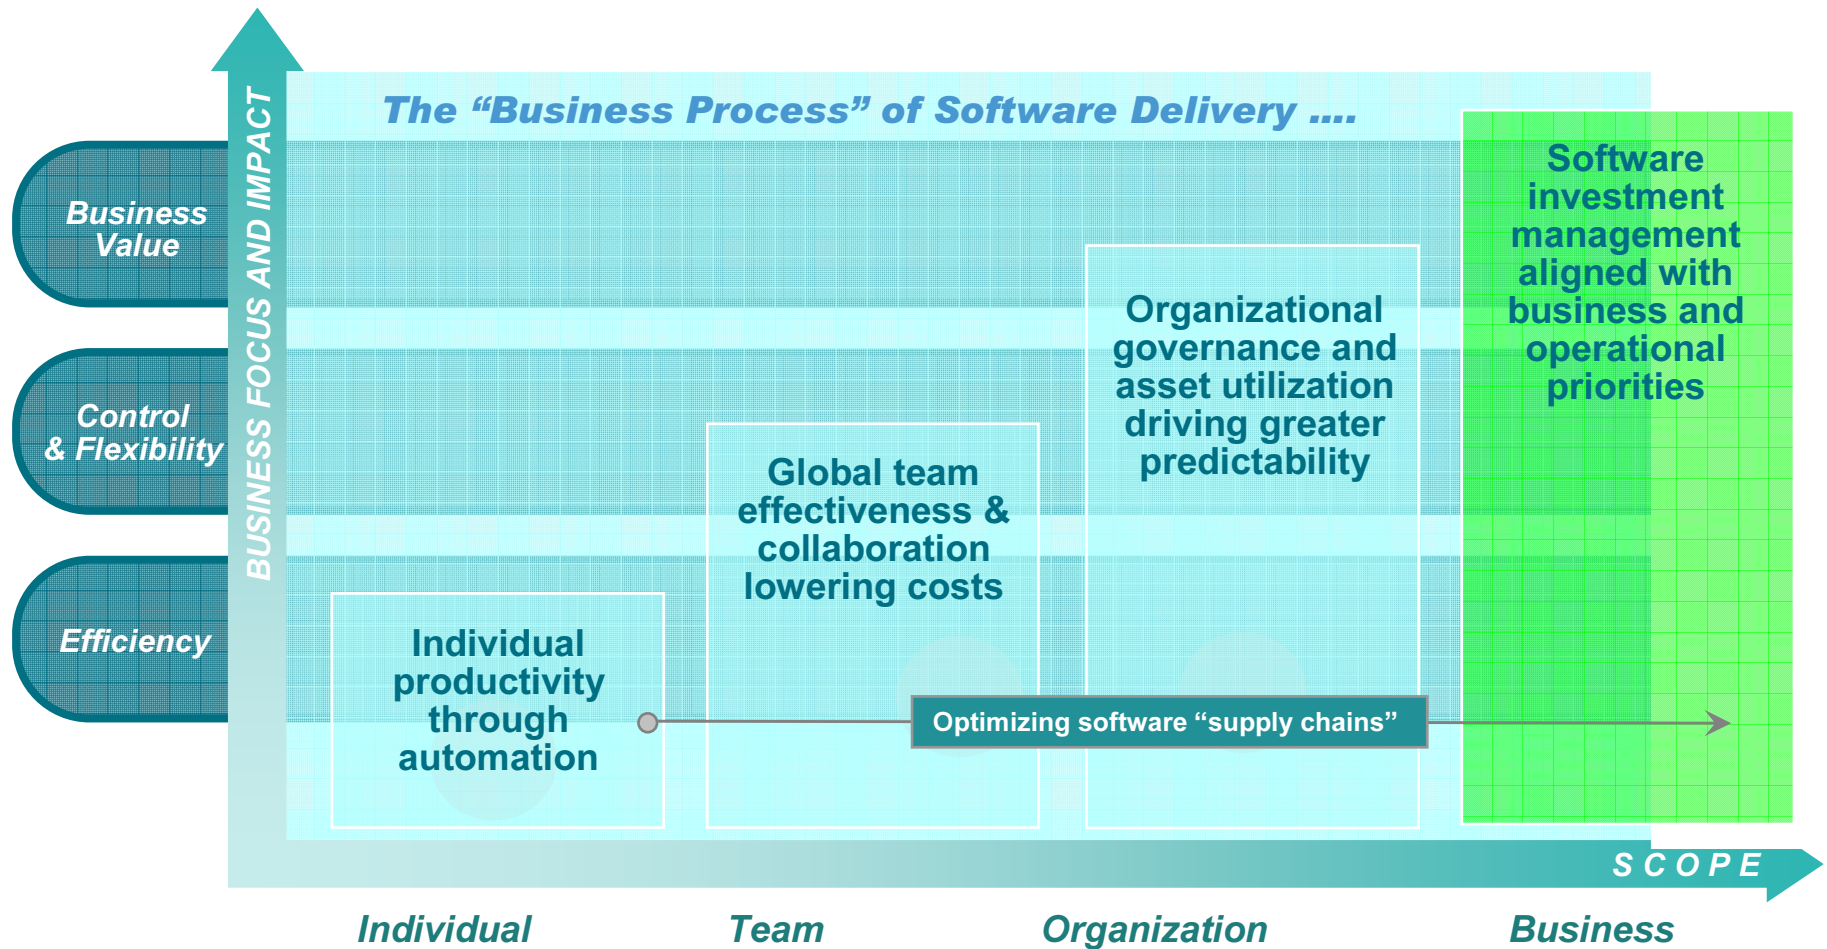 The “Business Process” of Software Delivery ....
BUSINESS FOCUS AND IMPACT
Business
Value
Control
& Flexibility
Efficiency
Individual
productivity
through
automation
Global team
effectiveness &
collaboration
lowering costs
Organizational
governance and
asset utilization
driving greater
predictability
Software
investment
management
aligned with
business and
operational
priorities
Optimizing software “supply chains”
SCOPE
Individual
Team
Organization
Business